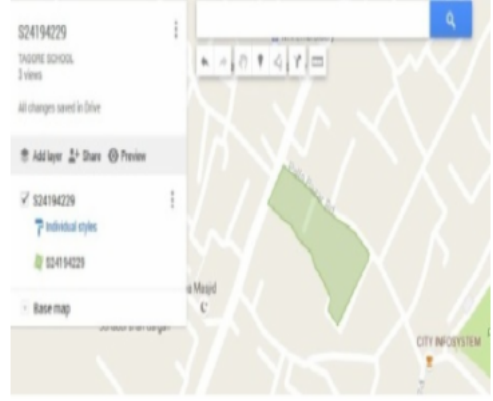 S24194229
TAGORE SCHOOL
3 views
All changes saved in Drive
Add layer Share Preview
S24194229
Individual styles
S24194229
Base map
Masjid
CITY INFOSYSTEM